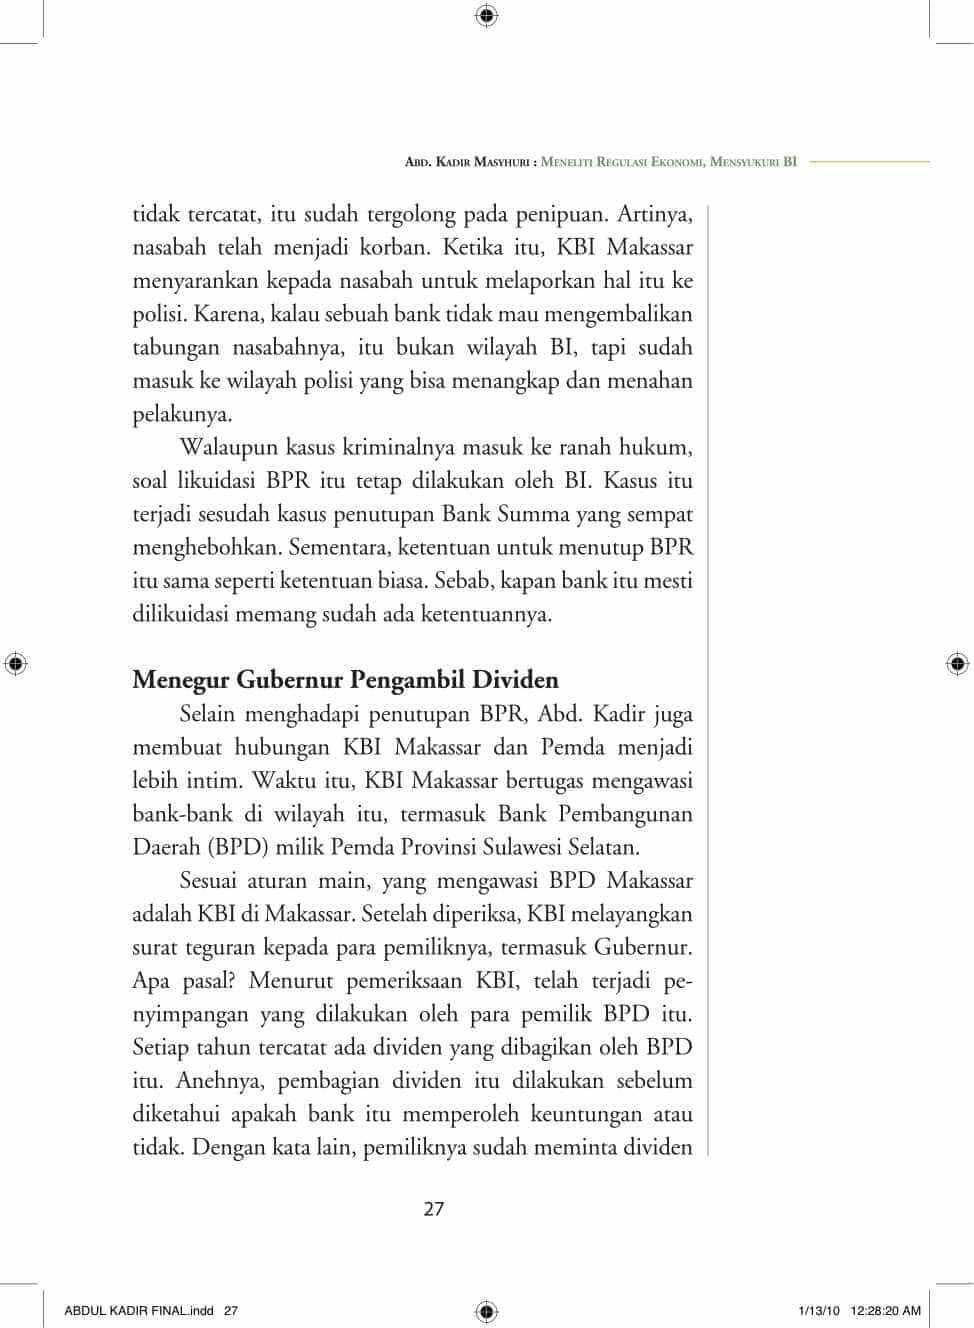 Abd. Kadir Masyhuri : Meneliti Regulasi Ekonomi, Mensyukuri BI
tidak tercatat, itu sudah tergolong pada penipuan. Artinya,
nasabah telah menjadi korban. Ketika itu, KBI Makassar
menyarankan kepada nasabah untuk melaporkan hal itu ke
polisi. Karena, kalau sebuah bank tidak mau mengembalikan
tabungan nasabahnya, itu bukan wilayah BI, tapi sudah
masuk ke wilayah polisi yang bisa menangkap dan menahan
pelakunya.
Walaupun kasus kriminalnya masuk ke ranah hukum,
soal likuidasi BPR itu tetap dilakukan oleh BI. Kasus itu
terjadi sesudah kasus penutupan Bank Summa yang sempat
menghebohkan. Sementara, ketentuan untuk menutup BPR
itu sama seperti ketentuan biasa. Sebab, kapan bank itu mesti
dilikuidasi memang sudah ada ketentuannya.
Menegur Gubernur Pengambil Dividen
Selain menghadapi penutupan BPR, Abd. Kadir juga
membuat hubungan KBI Makassar dan Pemda menjadi
lebih intim. Waktu itu, KBI Makassar bertugas mengawasi
bank-bank di wilayah itu, termasuk Bank Pembangunan
Daerah (BPD) milik Pemda Provinsi Sulawesi Selatan.
Sesuai aturan main, yang mengawasi BPD Makassar
adalah KBI di Makassar. Setelah diperiksa, KBI melayangkan
surat teguran kepada para pemiliknya, termasuk Gubernur.
Apa pasal? Menurut pemeriksaan KBI, telah terjadi pe-
nyimpangan yang dilakukan oleh para pemilik BPD itu.
Setiap tahun tercatat ada dividen yang dibagikan oleh BPD
itu. Anehnya, pembagian dividen itu dilakukan sebelum
diketahui apakah bank itu memperoleh keuntungan atau
tidak. Dengan kata lain, pemiliknya sudah meminta dividen
27
ABDUL KADIR FINAL.indd 27
1/13/10 12:28:20 AM